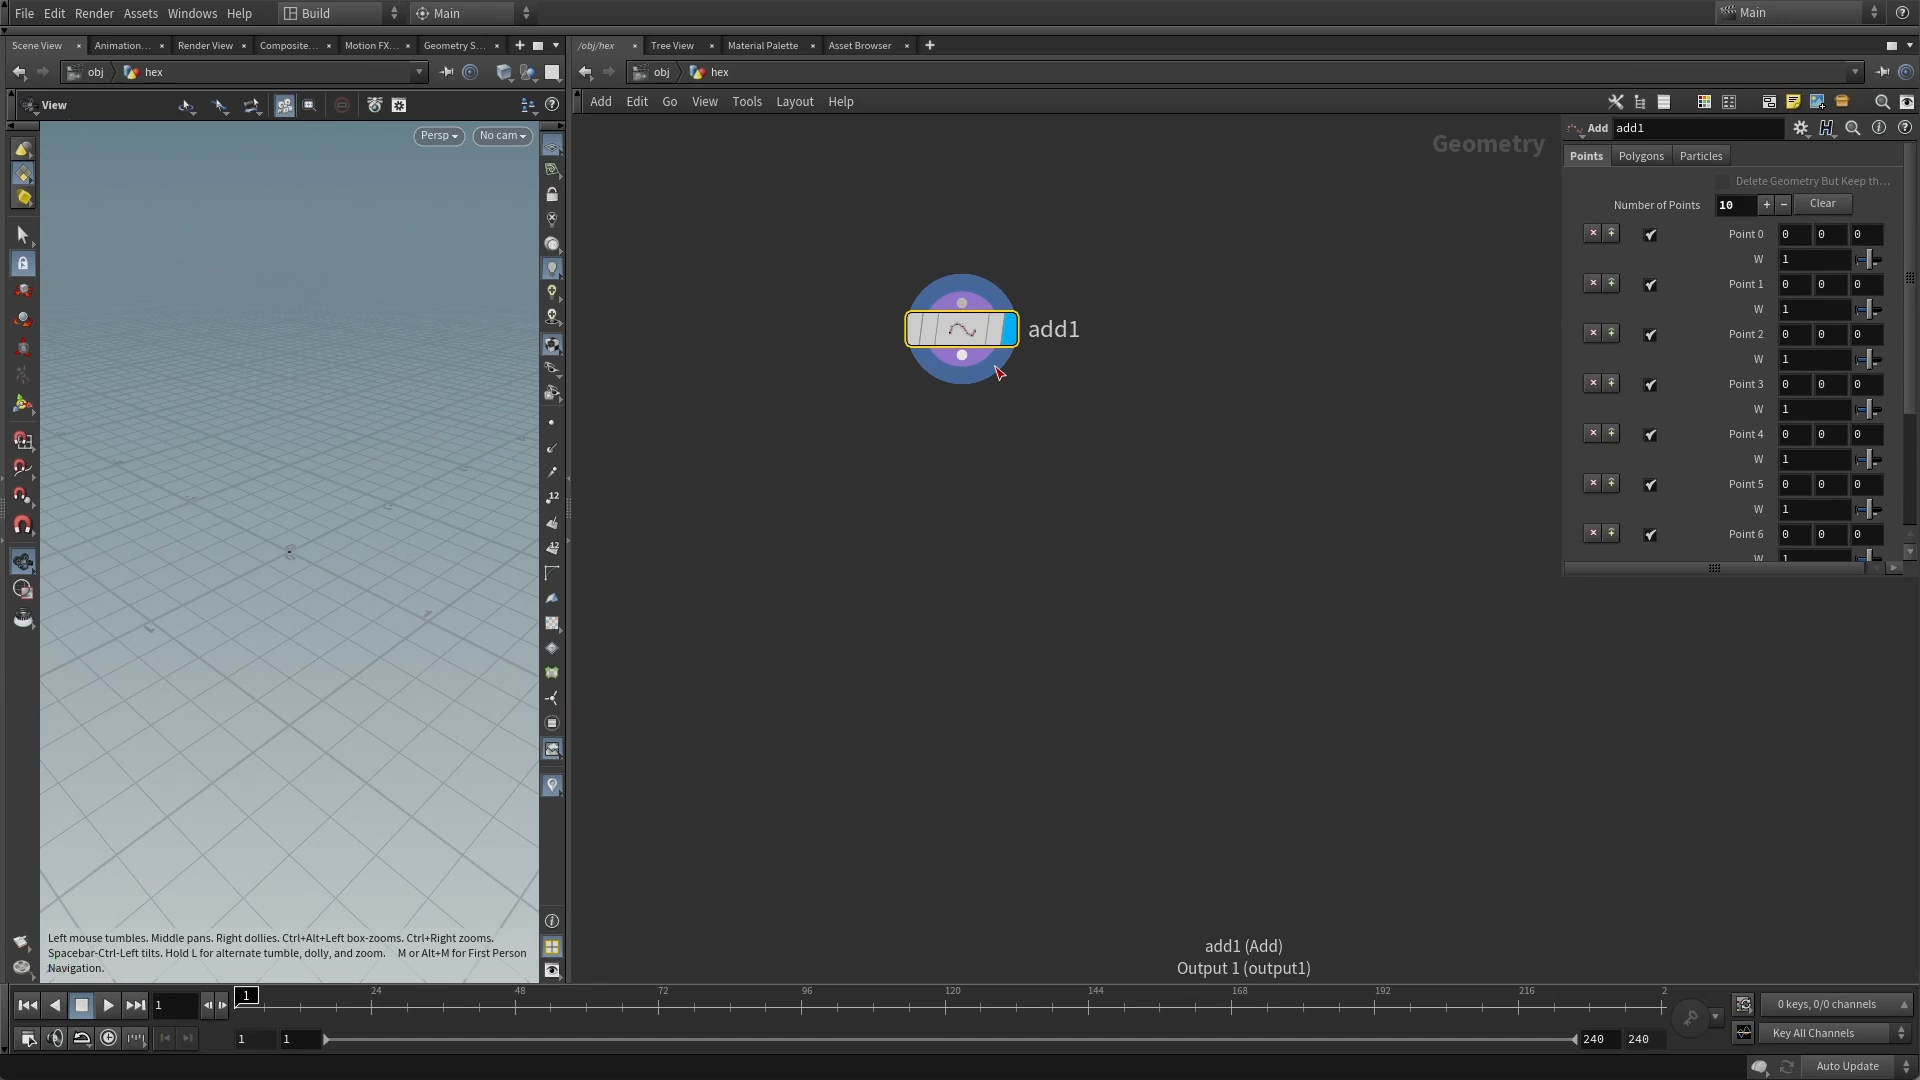 File Edit Render Assets Windows Help Build Main Main
Scene View Animation... Render View Composite... Motion FX... Geometry S... /obj/hex Tree View Material Palette Asset Browser
obj hex obj hex
View Add Edit Go View Tools Layout Help
Persp No cam Geometry Add add1
Points Polygons Particles
Delete Geometry But Keep th...
Number of Points 10 + − Clear
Point 0 0 0 0
W 1
Point 1 0 0 0
W 1
Point 2 0 0 0
W 1
Point 3 0 0 0
W 1
Point 4 0 0 0
W 1
Point 5 0 0 0
W 1
Point 6 0 0 0
W 1
add1
12
12
Left mouse tumbles. Middle pans. Right dollies. Ctrl+Alt+Left box-zooms. Ctrl+Right zooms.
Spacebar-Ctrl-Left tilts. Hold L for alternate tumble, dolly, and zoom. M or Alt+M for First Person
Navigation.
add1 (Add)
Output 1 (output1)
1 1 24 48 72 96 120 144 168 192 216 2 0 keys, 0/0 channels
1 1 240 240 Key All Channels
Auto Update